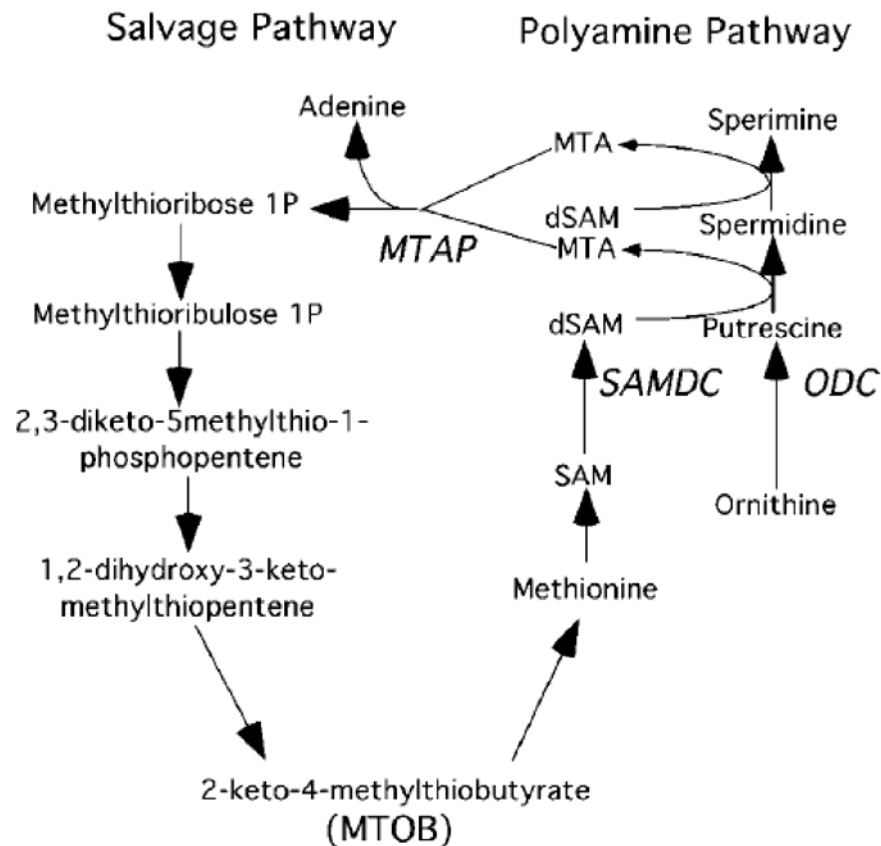 Salvage Pathway
Polyamine Pathway
Adenine
MTA
Sperimine
Methylthioribose 1P
MTAP
dSAM
MTA
Spermidine
Methylthioribulose 1P
dSAM
Putrescine
SAMDC
ODC
2,3-diketo-5methylthio-1-
phosphopentene
SAM
Ornithine
1,2-dihydroxy-3-keto-
methylthiopentene
Methionine
2-keto-4-methylthiobutyrate
(MTOB)